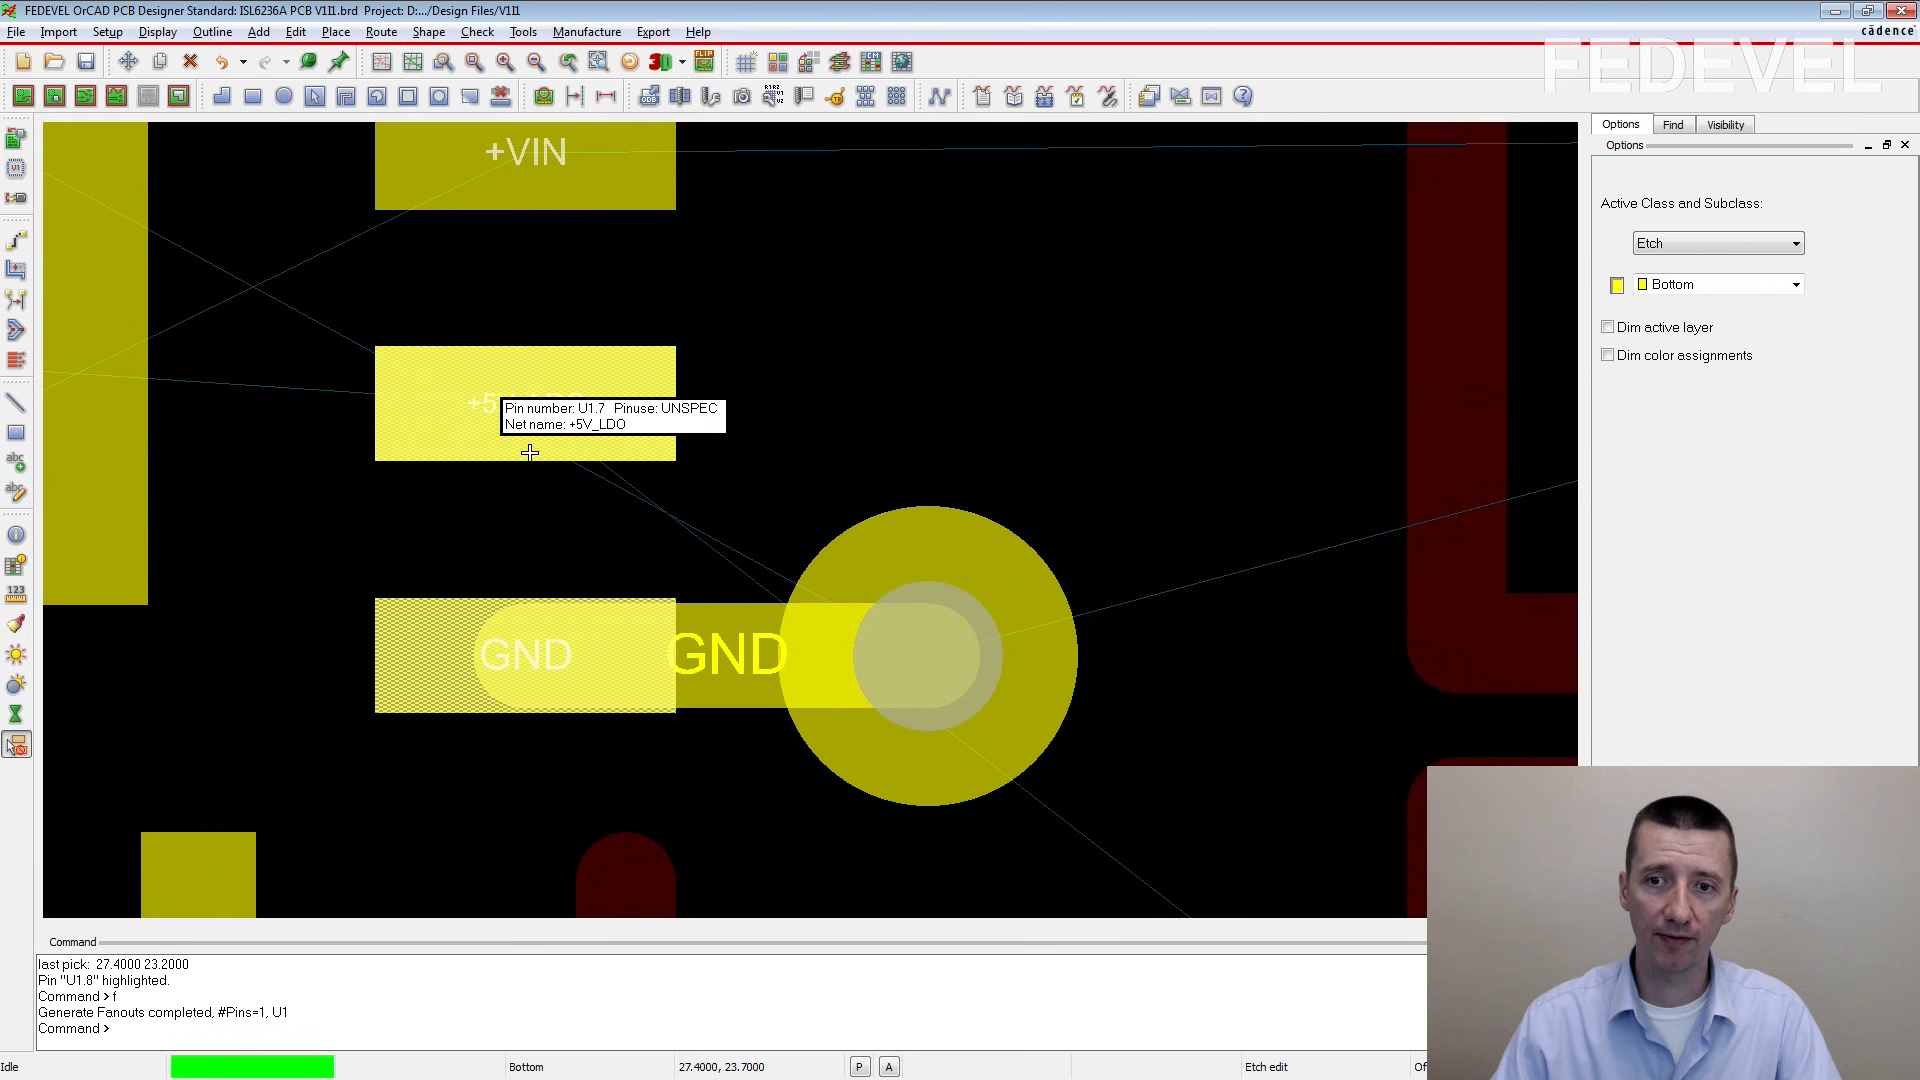 FEDEVEL OrCAD PCB Designer Standard: ISL6236A PCB V1I1.brd  Project: D:.../Design Files/V1I1
File Import Setup Display Outline Add Edit Place Route Shape Check Tools Manufacture Export Help
cādence
FEDEVEL
3D
FLIP
Options Find Visibility
Options
Active Class and Subclass:
Etch
Bottom
Dim active layer
Dim color assignments
+VIN
Pin number: U1.7  Pinuse: UNSPEC
Net name: +5V_LDO
GND
GND
Command
last pick:  27.4000 23.2000
Pin "U1.8" highlighted.
Command > f
Generate Fanouts completed, #Pins=1, U1
Command >
Idle
Bottom
27.4000, 23.7000
P
A
Etch edit